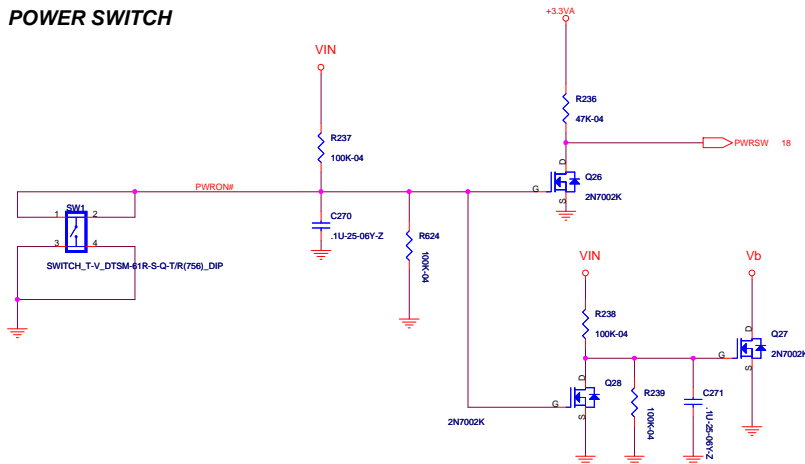 POWER SWITCH
+3.3VA
VIN
R236
47K-04
R237
100K-04
PWRSW 18
D
Q26
PWRON#
G
2N7002K
S
SW1
1 2
3 4
C270
.1U-25-06Y-Z
R624
100K-04
SWITCH_T-V_DTSM-61R-S-Q-T/R(756)_DIP
VIN
Vb
R238
100K-04
D
Q27
G
2N7002K
S
D
Q28
G
S
2N7002K
R239
100K-04
C271
.1U-25-06Y-Z